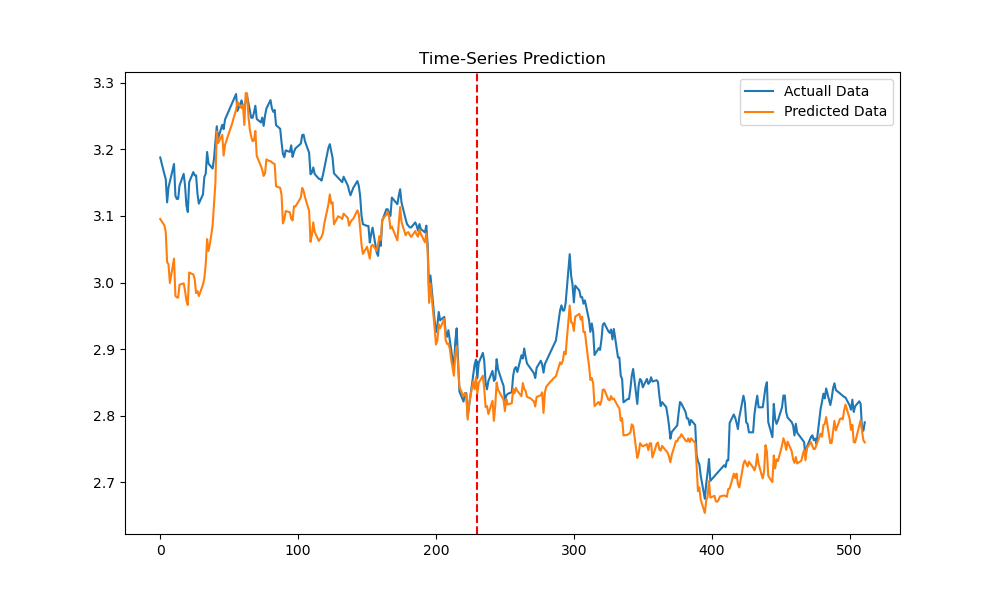 Time-Series Prediction
Actuall Data
Predicted Data
3.3
3.2
3.1
3.0
2.9
2.8
2.7
0 100 200 300 400 500